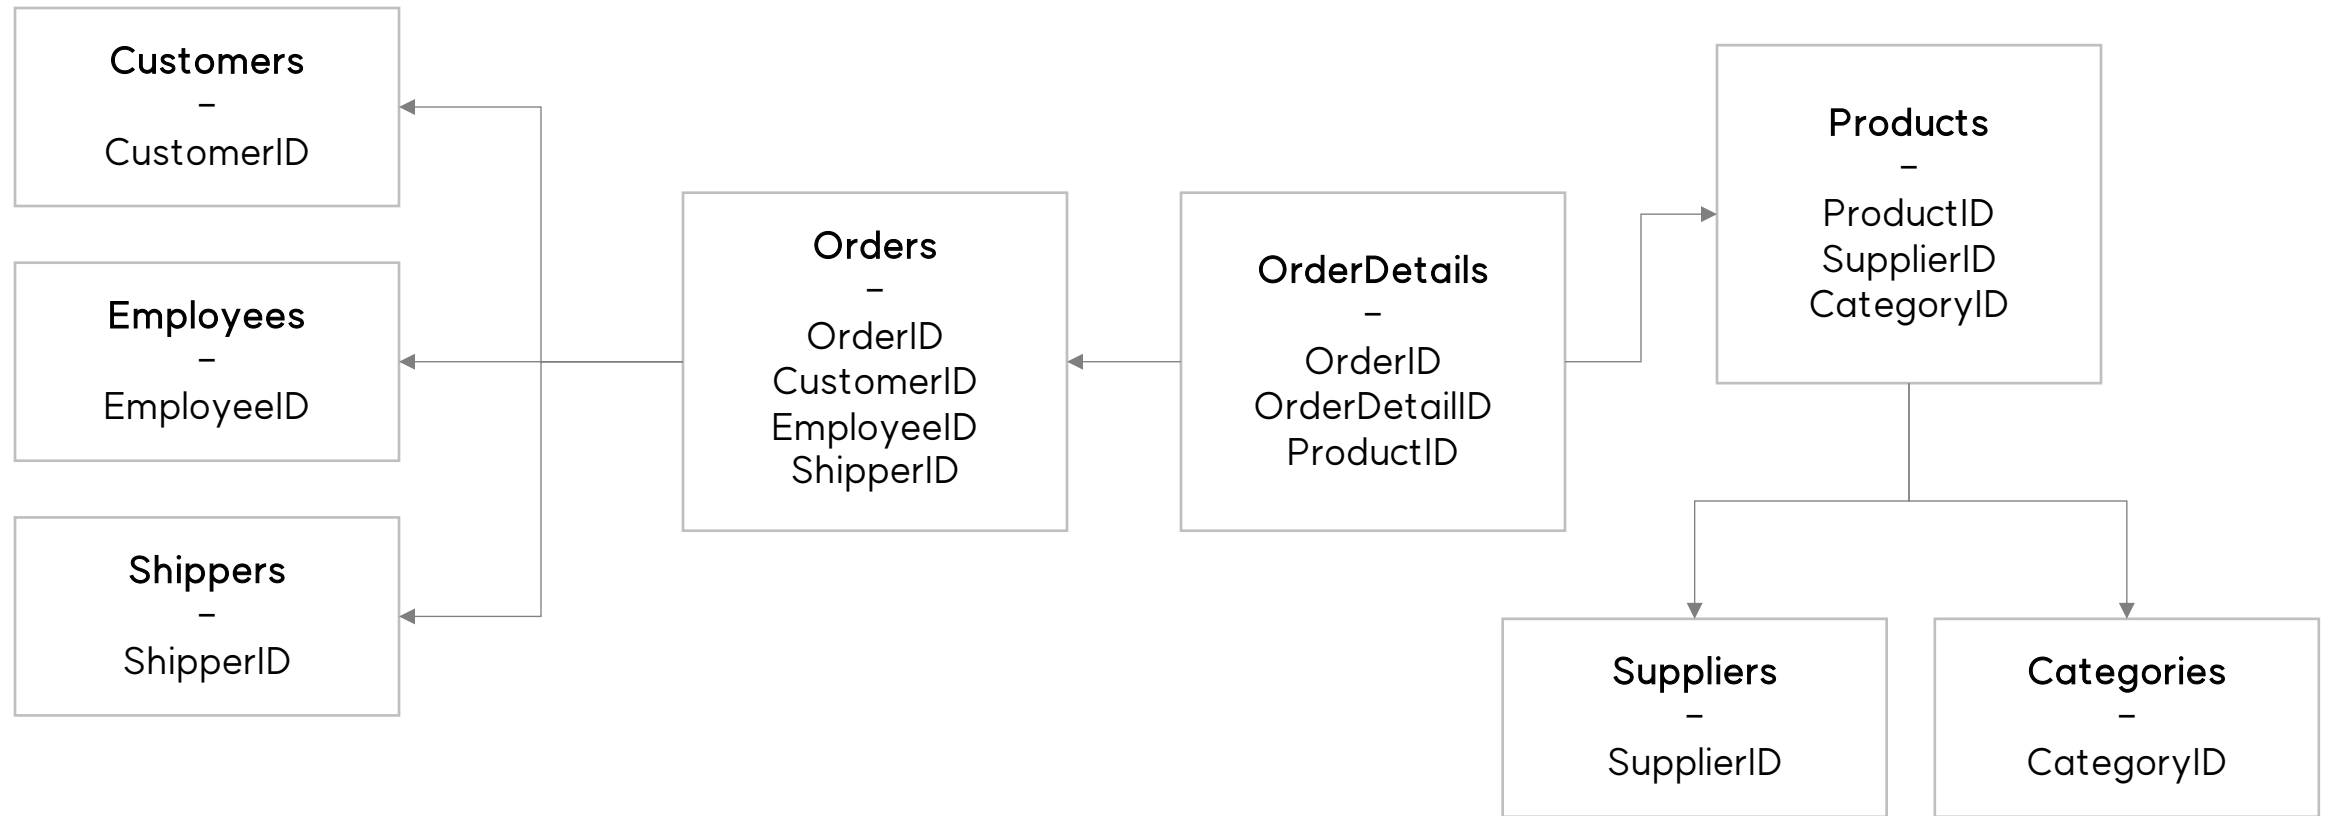 Customers
–
CustomerID
Employees
–
EmployeeID
Shippers
–
ShipperID
Orders
–
OrderID
CustomerID
EmployeeID
ShipperID
OrderDetails
–
OrderID
OrderDetailID
ProductID
Products
–
ProductID
SupplierID
CategoryID
Suppliers
–
SupplierID
Categories
–
CategoryID